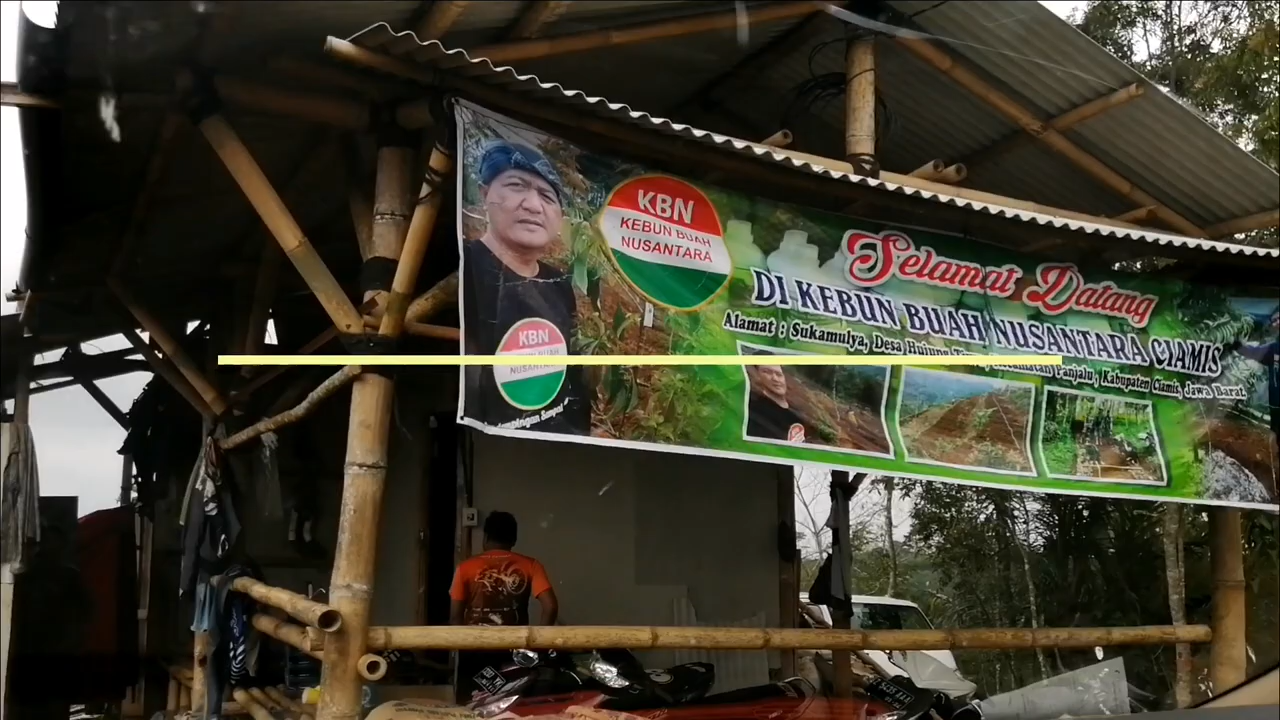 KBN
KEBUN BUAH
NUSANTARA
Selamat Datang
DI KEBUN BUAH NUSANTARA CIAMIS
Alamat : Sukamulya, Desa Hujung Panjalu, Kabupaten Ciamis, Jawa Barat
KBN